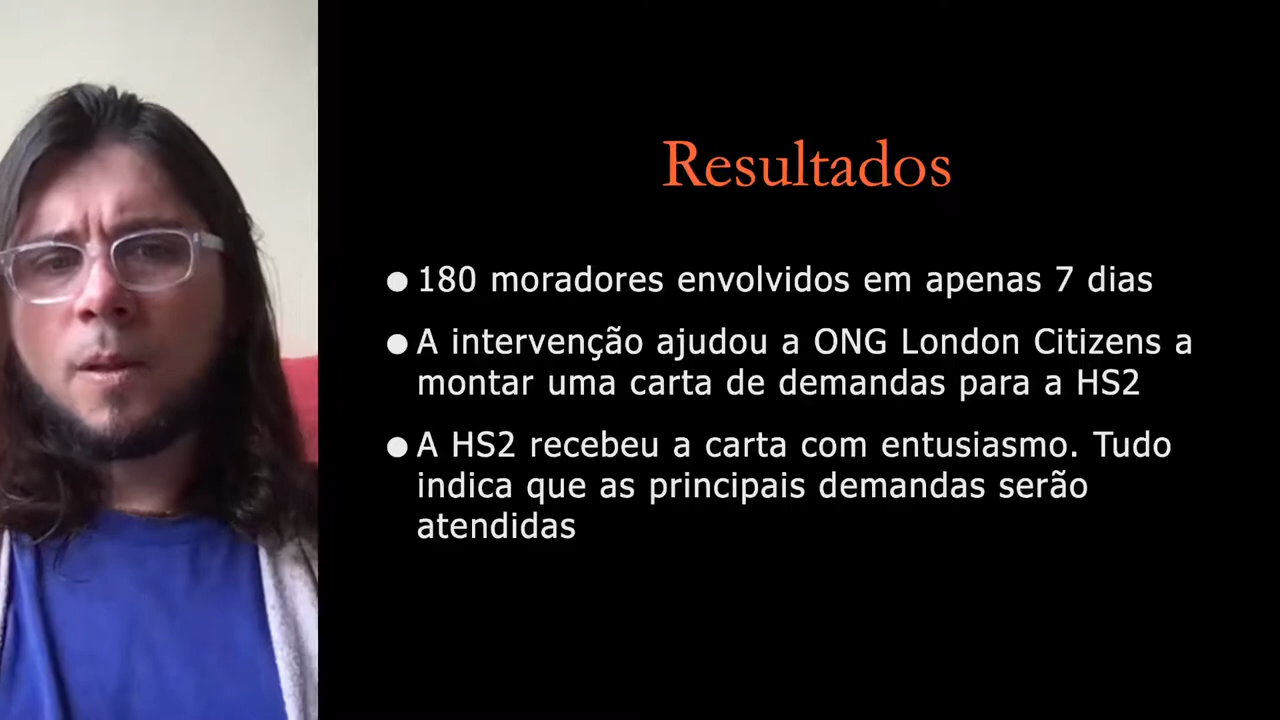 Resultados
● 180 moradores envolvidos em apenas 7 dias
● A intervenção ajudou a ONG London Citizens a
montar uma carta de demandas para a HS2
● A HS2 recebeu a carta com entusiasmo. Tudo
indica que as principais demandas serão
atendidas